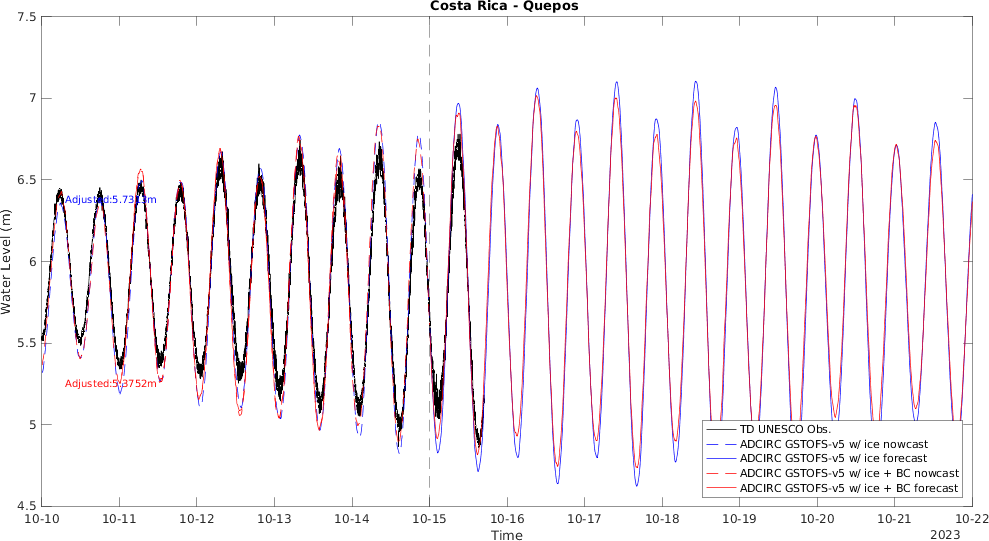 Costa Rica - Quepos
Water Level (m)
7.5
7
6.5
6
5.5
5
4.5
Adjusted:5.3752m
TD UNESCO Obs.
ADCIRC GSTOFS-v5 w/ ice nowcast
ADCIRC GSTOFS-v5 w/ ice forecast
ADCIRC GSTOFS-v5 w/ ice + BC nowcast
ADCIRC GSTOFS-v5 w/ ice + BC forecast
10-10 10-11 10-12 10-13 10-14 10-15 10-16 10-17 10-18 10-19 10-20 10-21 10-22
Time
2023